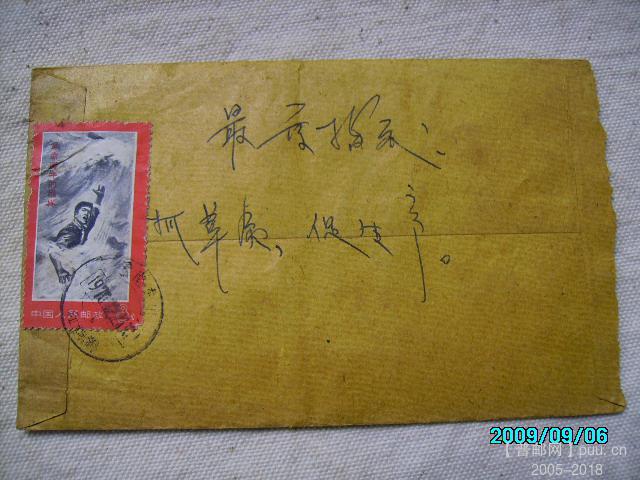 最高指示:
抓革命、促生产。
中国人民邮政
2009/09/06
【普邮网】puu.cn
2005-2018